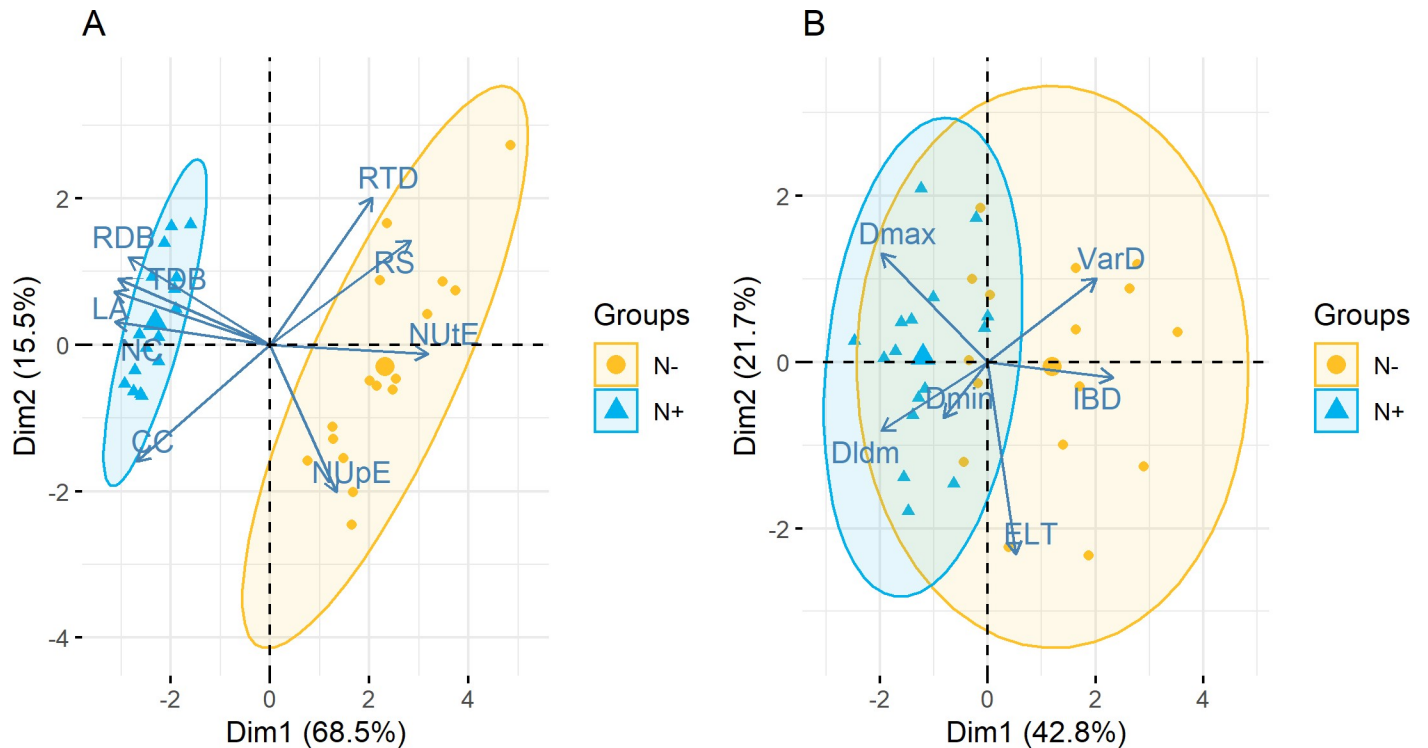 A
B
RTD
RDB
RS
TDB
LA
NUtE
NC
CC
NUpE
2
0
-2
-4
-2
0
2
4
Dim2 (15.5%)
Dim1 (68.5%)
Groups
N-
N+
Dmax
VarD
Dmin
IBD
Dldm
ELT
2
0
-2
-2
0
2
4
Dim2 (21.7%)
Dim1 (42.8%)
Groups
N-
N+